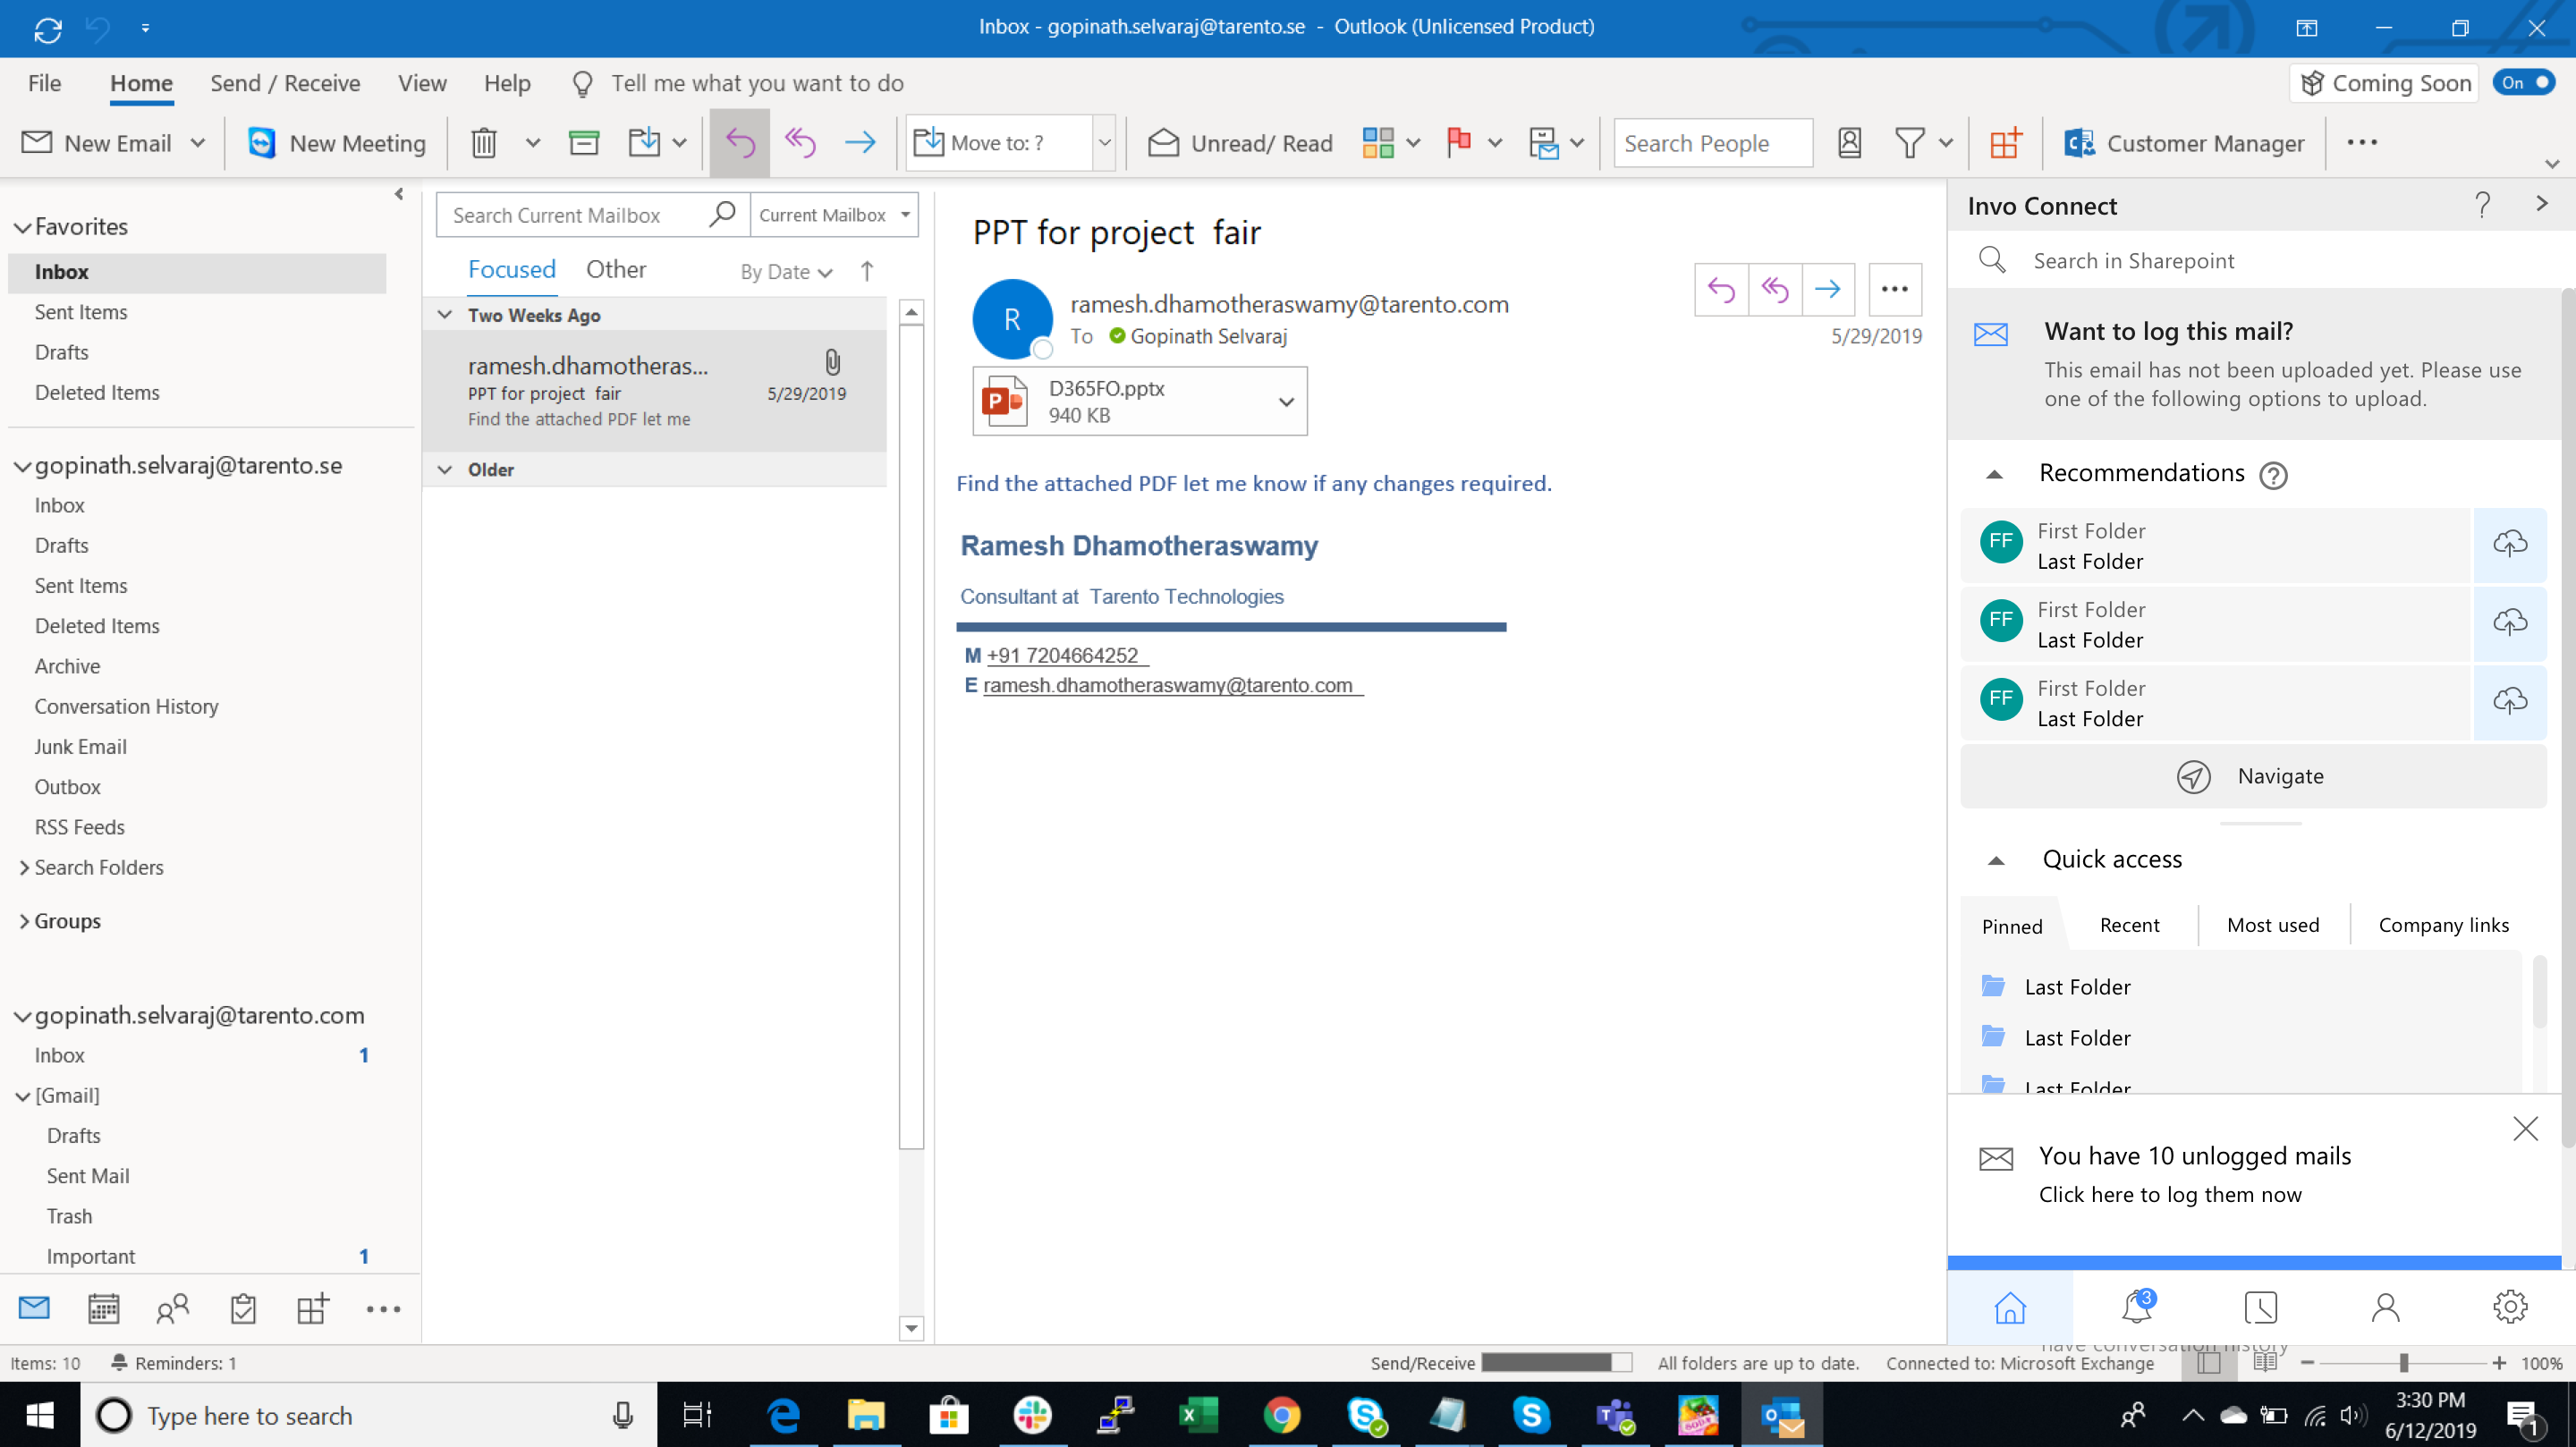 Inbox - gopinath.selvaraj@tarento.se - Outlook (Unlicensed Product)
File Home Send / Receive View Help Tell me what you want to do Coming Soon On
New Email New Meeting Move to: ? Unread/ Read Search People Customer Manager
Favorites
Inbox
Sent Items
Drafts
Deleted Items
gopinath.selvaraj@tarento.se
Inbox
Drafts
Sent Items
Deleted Items
Archive
Conversation History
Junk Email
Outbox
RSS Feeds
Search Folders
Groups
gopinath.selvaraj@tarento.com
Inbox 1
[Gmail]
Drafts
Sent Mail
Trash
Important 1
Search Current Mailbox Current Mailbox
Focused Other By Date
Two Weeks Ago
ramesh.dhamotheras...
PPT for project fair 5/29/2019
Find the attached PDF let me
Older
PPT for project fair
R
ramesh.dhamotheraswamy@tarento.com
To Gopinath Selvaraj 5/29/2019
D365FO.pptx
940 KB
Find the attached PDF let me know if any changes required.
Ramesh Dhamotheraswamy
Consultant at Tarento Technologies
M +91 7204664252
E ramesh.dhamotheraswamy@tarento.com
Invo Connect ?
Search in Sharepoint
Want to log this mail?
This email has not been uploaded yet. Please use
one of the following options to upload.
Recommendations ?
FF First Folder
Last Folder
FF First Folder
Last Folder
FF First Folder
Last Folder
Navigate
Quick access
Pinned Recent Most used Company links
Last Folder
Last Folder
Last Folder
You have 10 unlogged mails
Click here to log them now
3
have conversation history
Items: 10 Reminders: 1 Send/Receive All folders are up to date. Connected to: Microsoft Exchange 100%
Type here to search
3:30 PM
6/12/2019
1